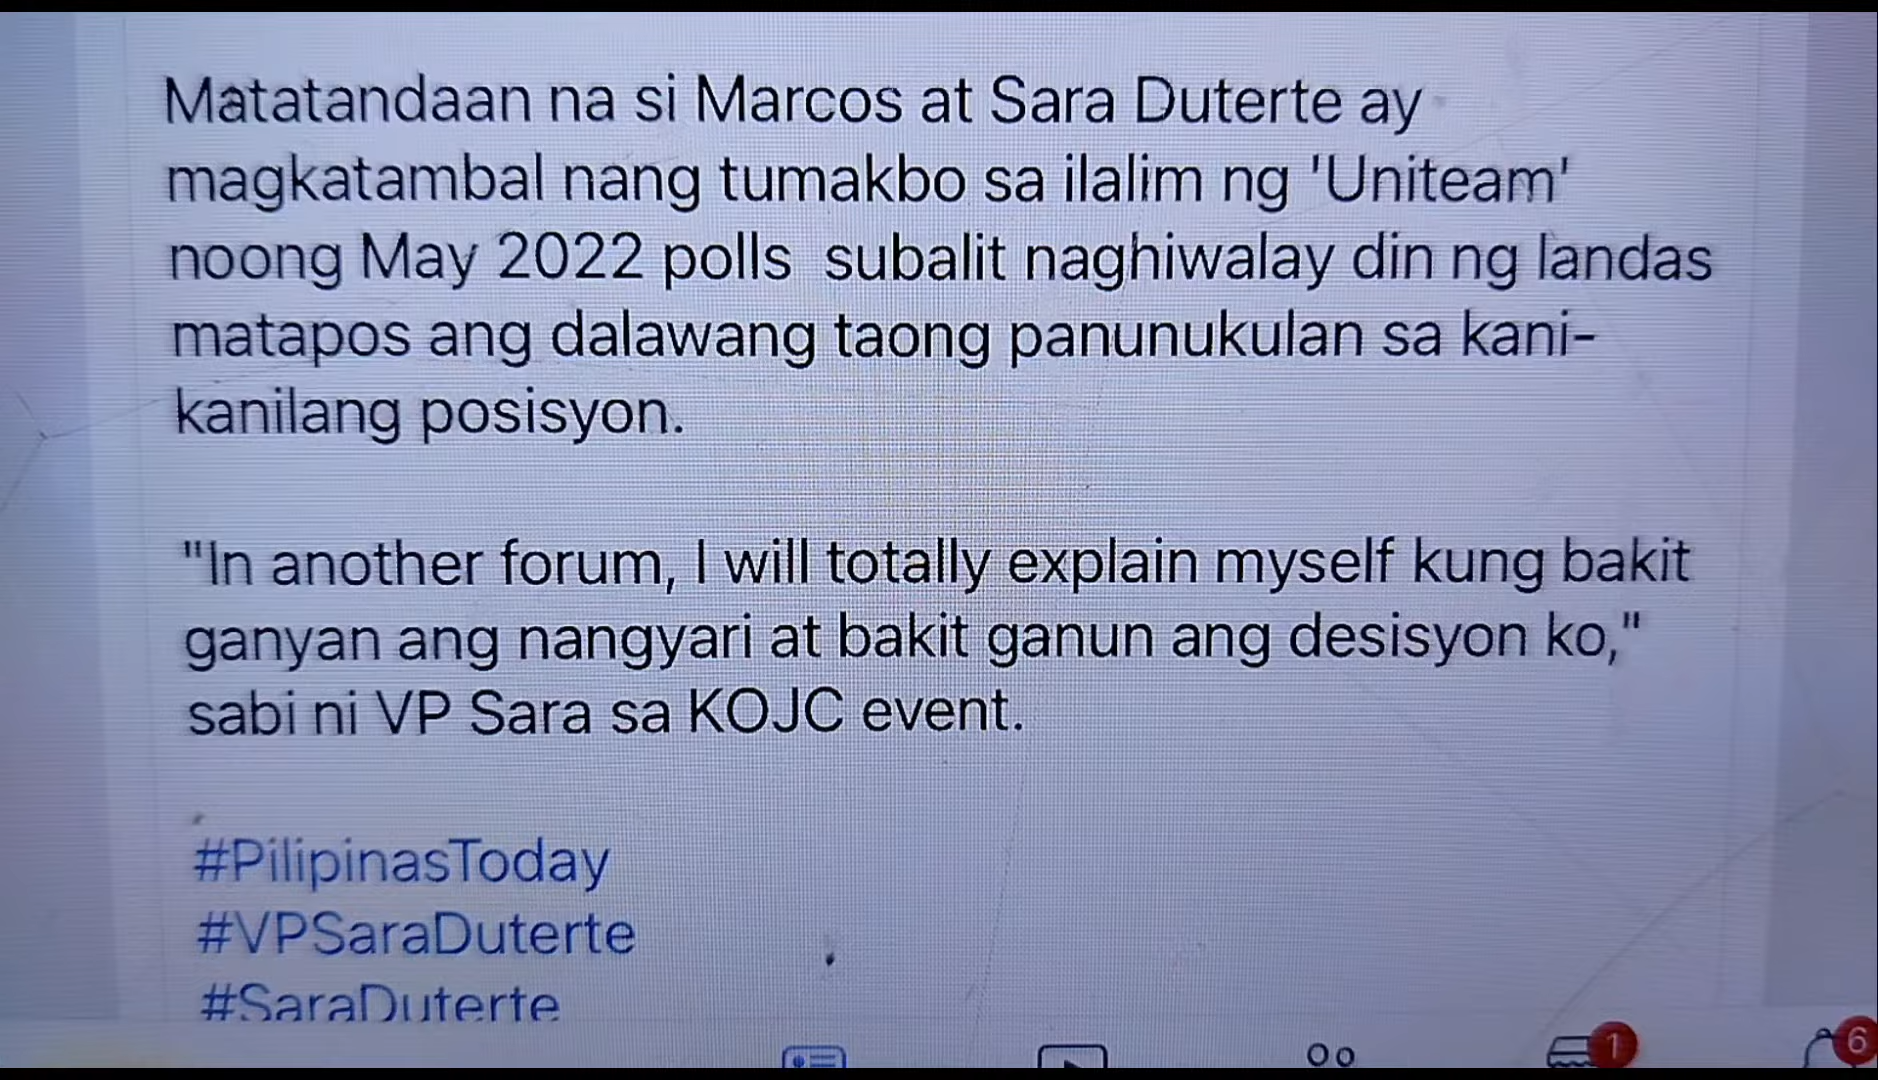 Matatandaan na si Marcos at Sara Duterte ay
magkatambal nang tumakbo sa ilalim ng 'Uniteam'
noong May 2022 polls  subalit naghiwalay din ng landas
matapos ang dalawang taong panunukulan sa kani-
kanilang posisyon.
"In another forum, I will totally explain myself kung bakit
ganyan ang nangyari at bakit ganun ang desisyon ko,"
sabi ni VP Sara sa KOJC event.
#PilipinasToday
#VPSaraDuterte
#SaraDuterte
1
6